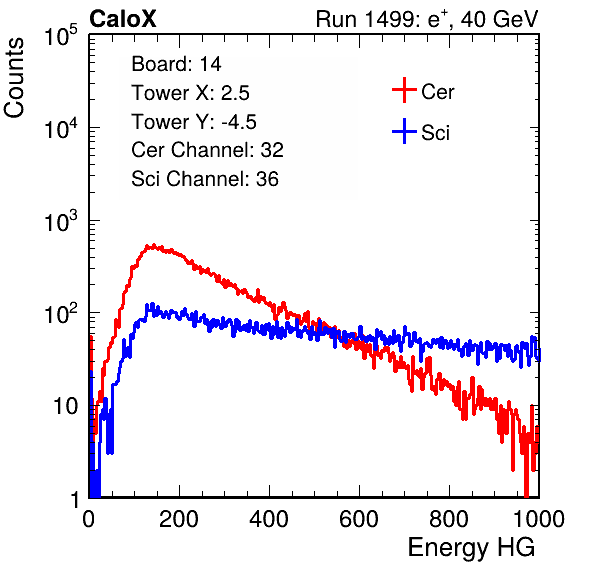 CaloX Run 1499: e⁺, 40 GeV
Counts
10⁵
10⁴
10³
10²
10
1
Board: 14
Tower X: 2.5
Tower Y: -4.5
Cer Channel: 32
Sci Channel: 36
Cer
Sci
0 200 400 600 800 1000
Energy HG